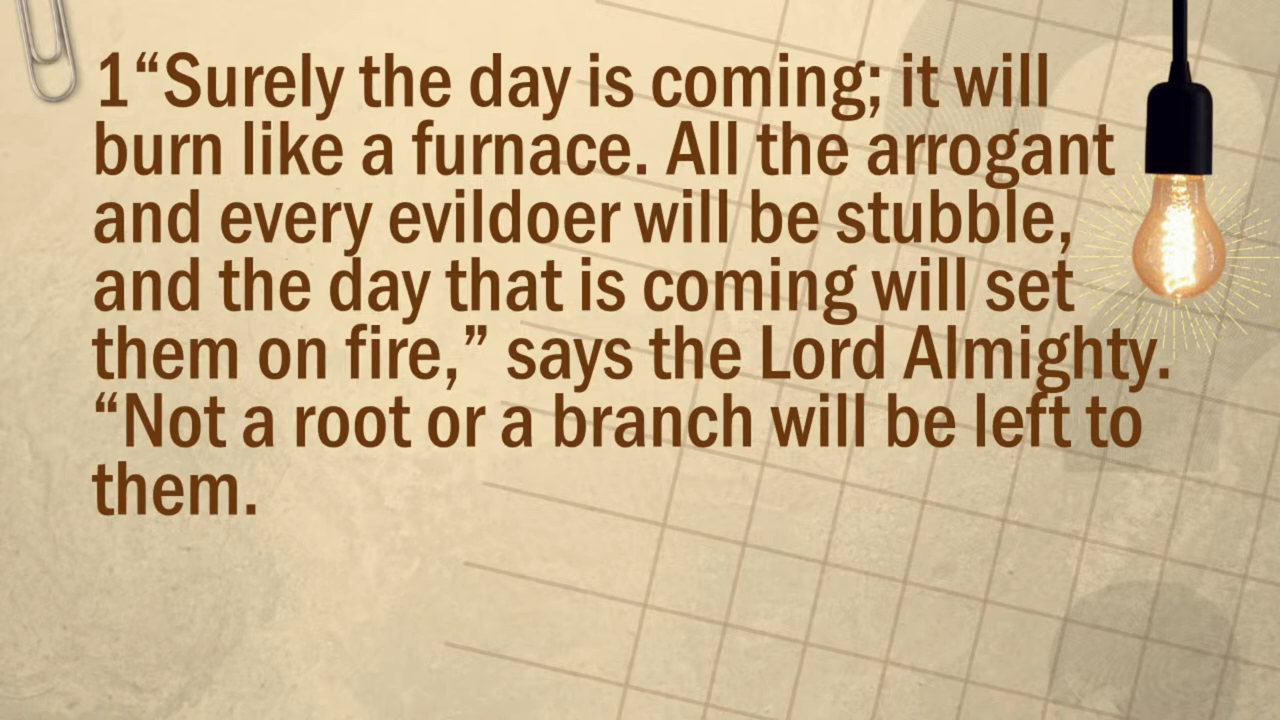 1“Surely the day is coming; it will
burn like a furnace. All the arrogant
and every evildoer will be stubble,
and the day that is coming will set
them on fire,” says the Lord Almighty.
“Not a root or a branch will be left to
them.